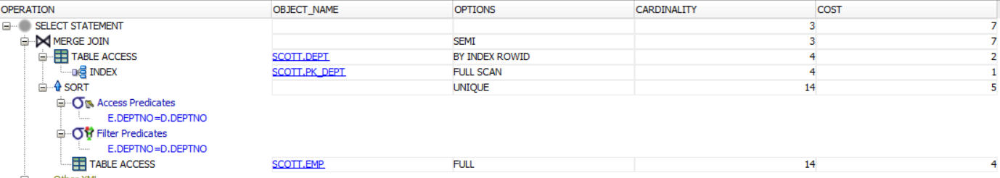 OPERATION OBJECT_NAME OPTIONS CARDINALITY COST
SELECT STATEMENT 3 7
MERGE JOIN SEMI 3 7
TABLE ACCESS SCOTT.DEPT BY INDEX ROWID 4 2
INDEX SCOTT.PK_DEPT FULL SCAN 4 1
SORT UNIQUE 14 5
Access Predicates
E.DEPTNO=D.DEPTNO
Filter Predicates
E.DEPTNO=D.DEPTNO
TABLE ACCESS SCOTT.EMP FULL 14 4
Other XML